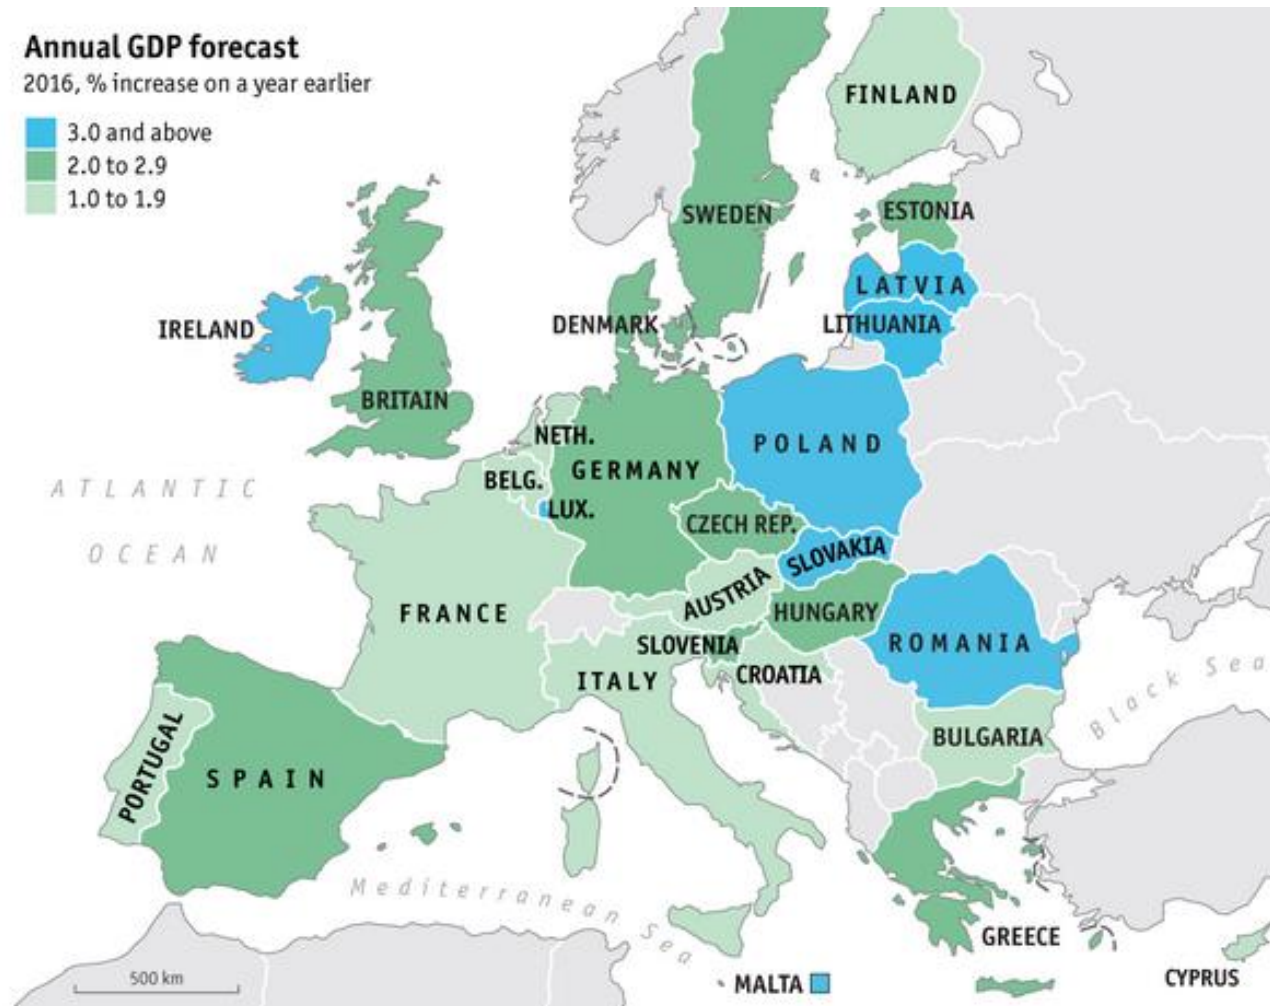 Annual GDP forecast
2016, % increase on a year earlier
3.0 and above
2.0 to 2.9
1.0 to 1.9
FINLAND
SWEDEN
ESTONIA
LATVIA
LITHUANIA
DENMARK
IRELAND
BRITAIN
NETH.
BELG.
GERMANY
POLAND
LUX.
CZECH REP.
SLOVAKIA
ATLANTIC
OCEAN
FRANCE
AUSTRIA
HUNGARY
SLOVENIA
ROMANIA
ITALY
CROATIA
Black Sea
BULGARIA
PORTUGAL
SPAIN
Mediterranean Sea
GREECE
CYPRUS
MALTA
500 km